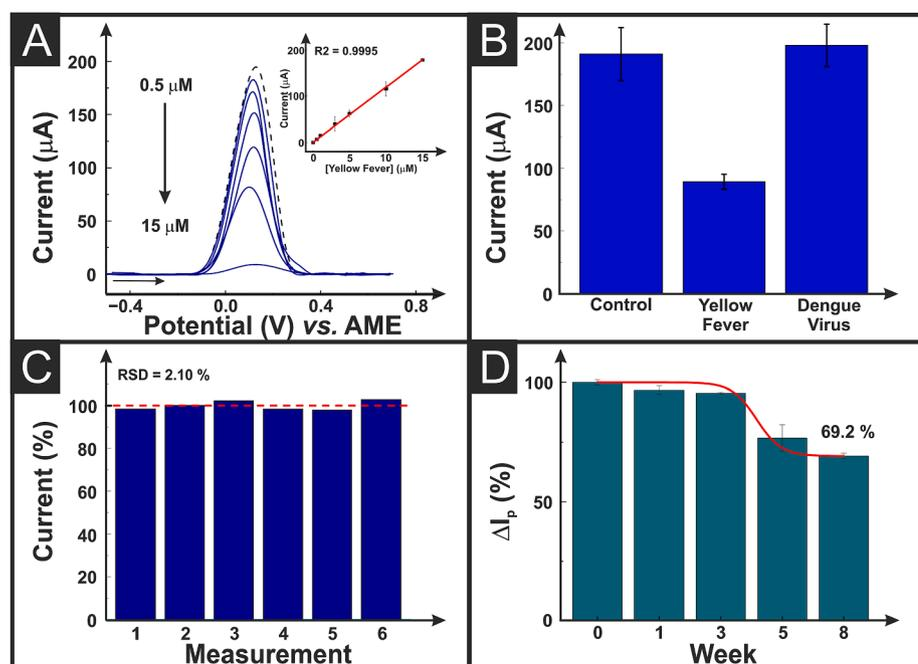 A
200
150
100
50
0
Current (μA)
0.5 μM
15 μM
−0.4
0.0
0.4
0.8
Potential (V) vs. AME
R2 = 0.9995
200
100
0
Current (μA)
0
5
10
15
[Yellow Fever] (μM)
B
200
150
100
50
0
Current (μA)
Control
Yellow
Fever
Dengue
Virus
C
RSD = 2.10 %
100
80
60
40
20
0
Current (%)
1
2
3
4
5
6
Measurement
D
100
50
0
ΔIp (%)
69.2 %
0
1
3
5
8
Week